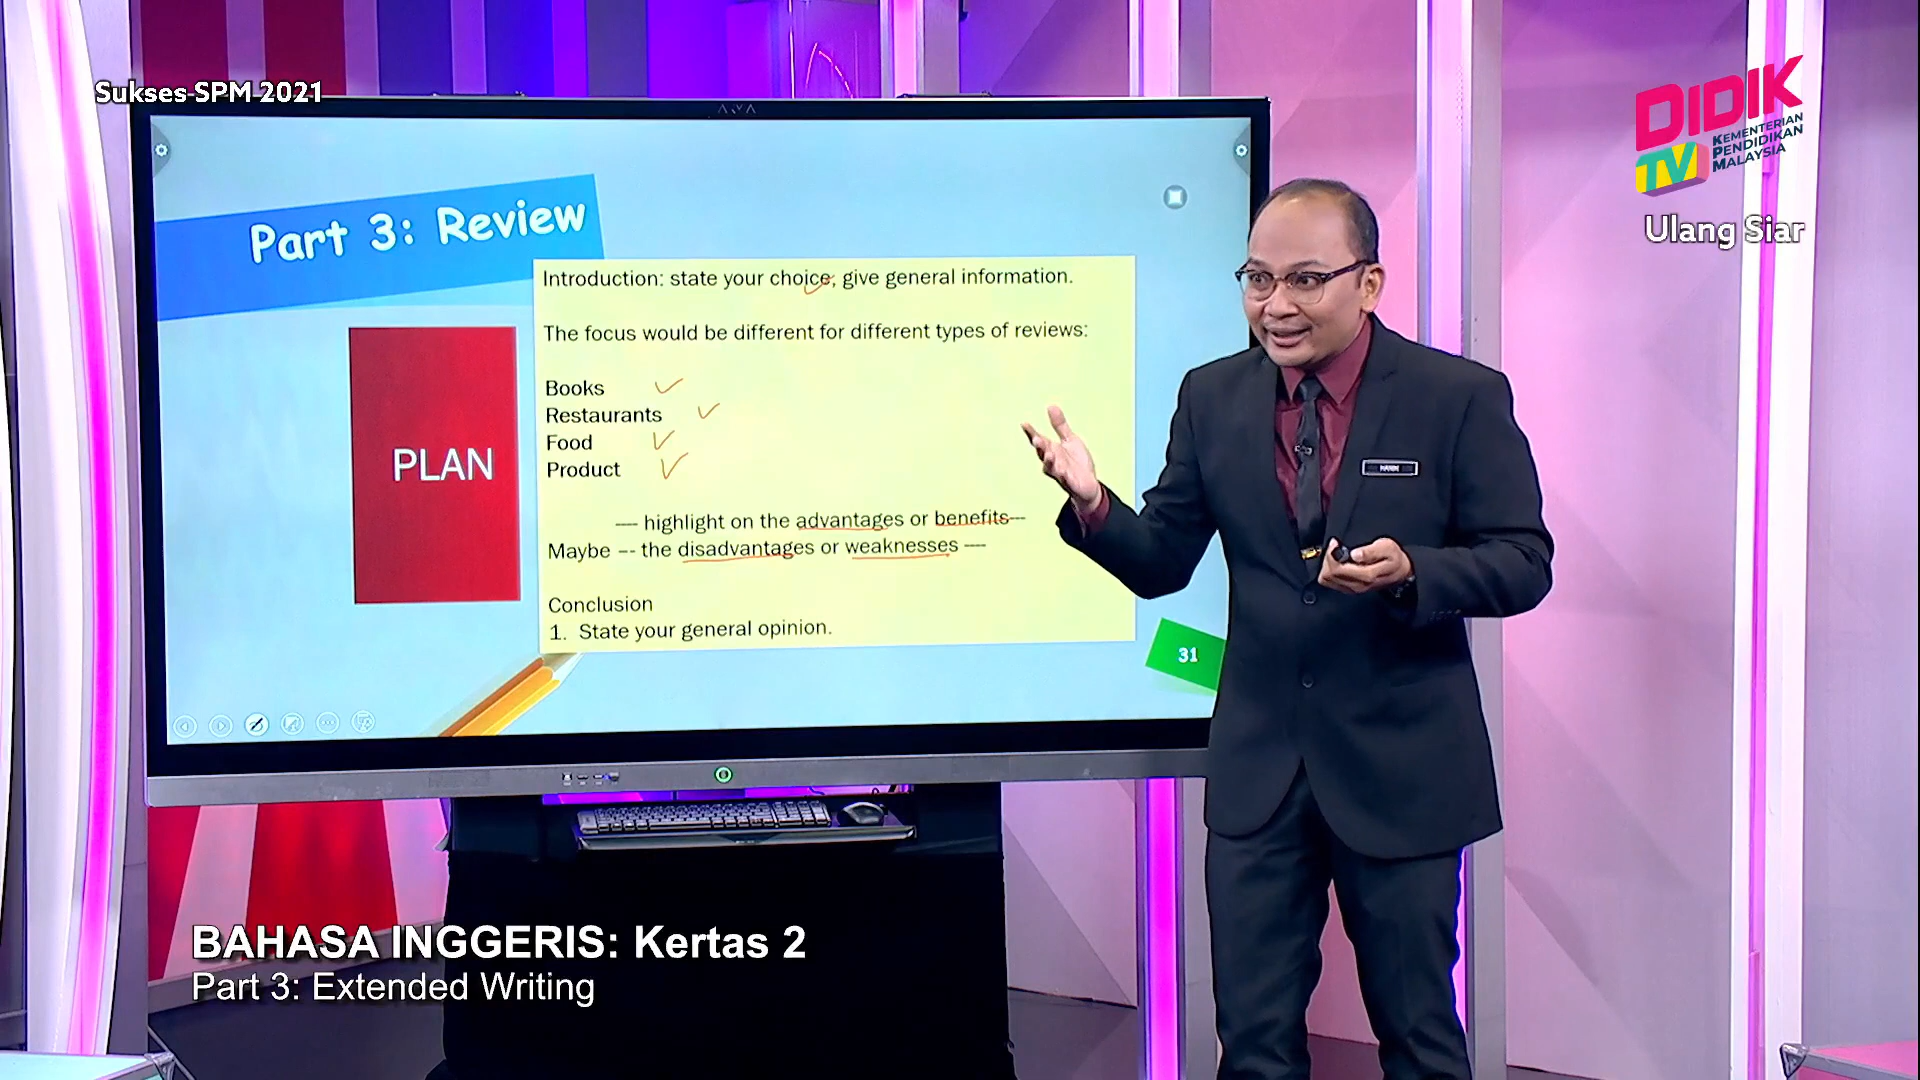 Sukses SPM 2021
DIDIK
TV
KEMENTERIAN
PENDIDIKAN
MALAYSIA
Ulang Siar
Part 3: Review
Introduction: state your choice, give general information.
The focus would be different for different types of reviews:
Books
Restaurants
Food
Product
PLAN
---- highlight on the advantages or benefits---
Maybe --- the disadvantages or weaknesses ----
Conclusion
1. State your general opinion.
31
BAHASA INGGERIS: Kertas 2
Part 3: Extended Writing